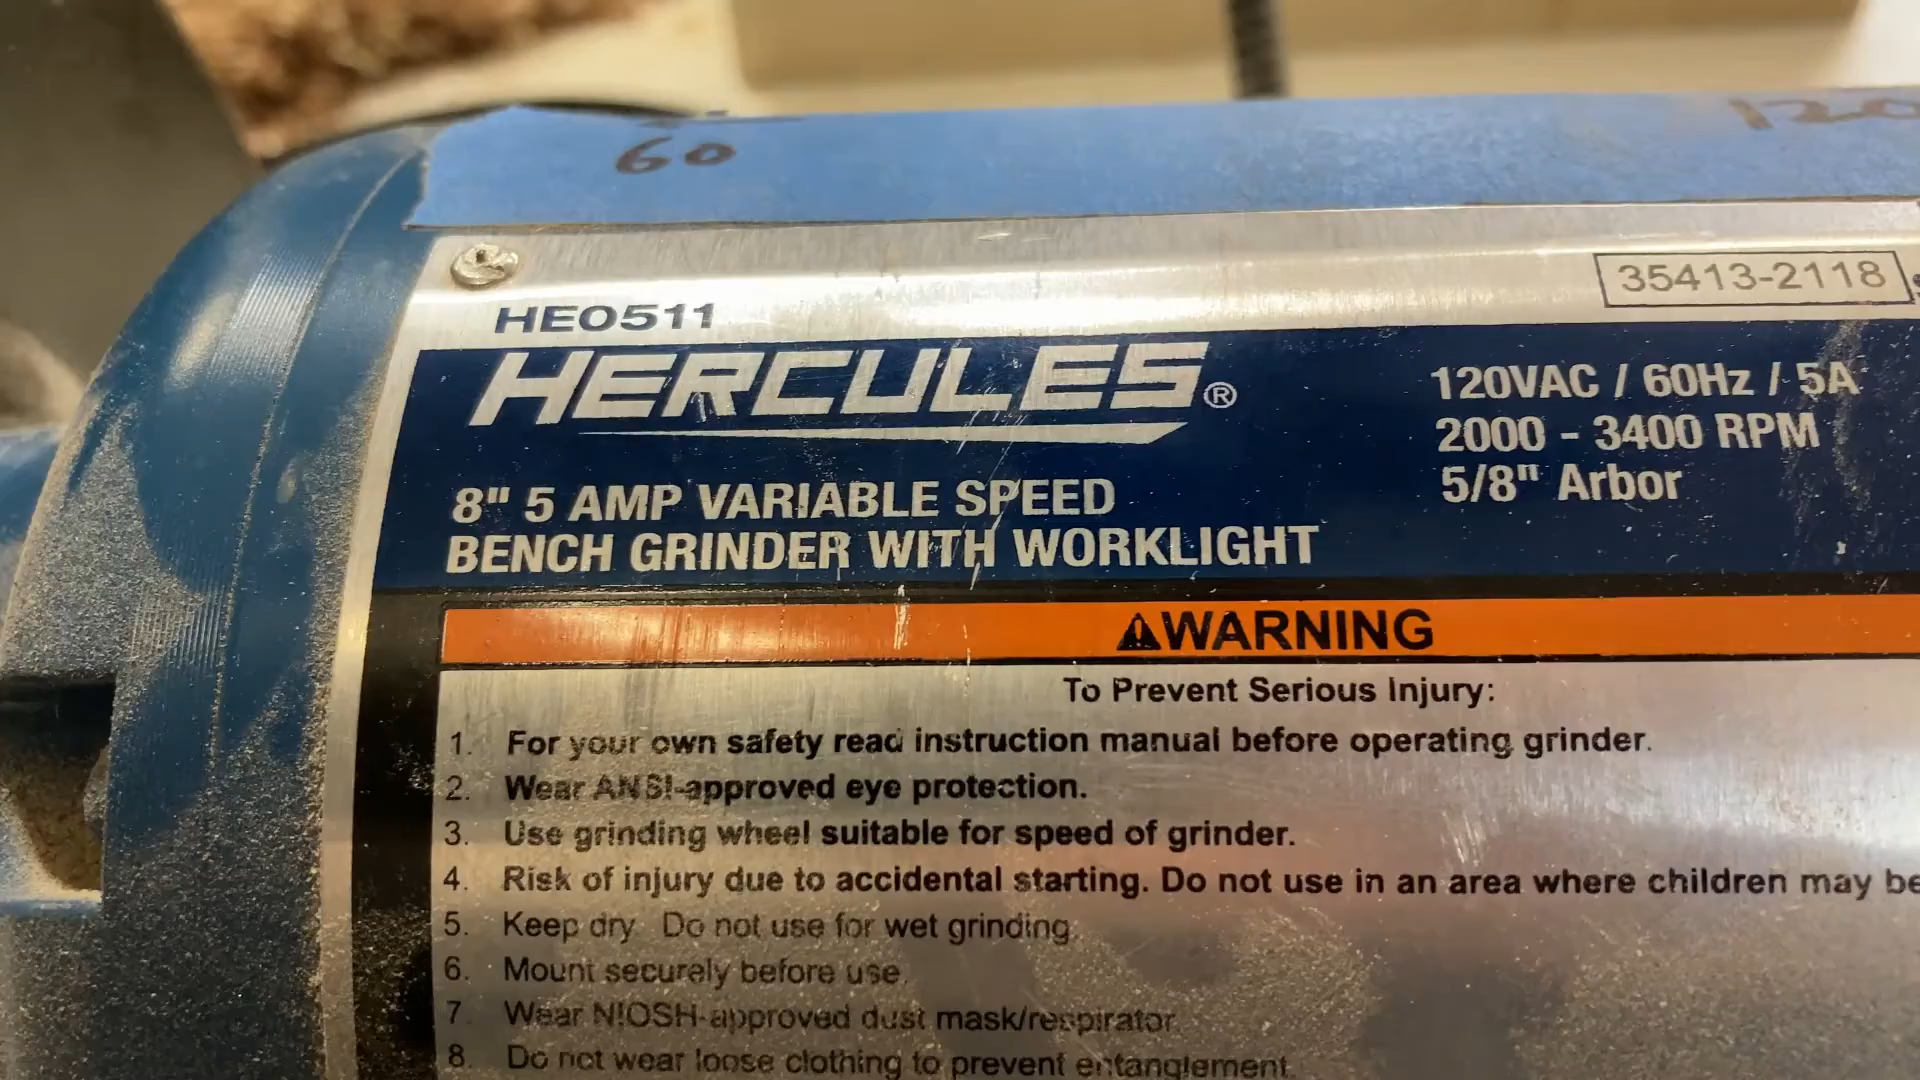 60
120
35413-2118
HE0511
HERCULES®
120VAC / 60Hz / 5A
2000 - 3400 RPM
5/8" Arbor
8" 5 AMP VARIABLE SPEED
BENCH GRINDER WITH WORKLIGHT
⚠WARNING
To Prevent Serious Injury:
1. For your own safety read instruction manual before operating grinder.
2. Wear ANSI-approved eye protection.
3. Use grinding wheel suitable for speed of grinder.
4. Risk of injury due to accidental starting. Do not use in an area where children may be
5. Keep dry. Do not use for wet grinding.
6. Mount securely before use.
7. Wear NIOSH-approved dust mask/respirator.
8. Do not wear loose clothing to prevent entanglement.